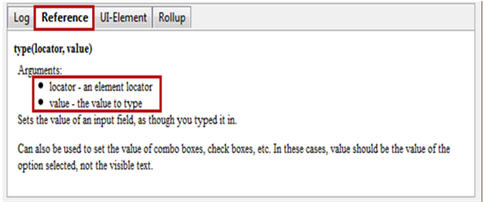 Log Reference UI-Element Rollup
type(locator, value)
Arguments:
• locator - an element locator
• value - the value to type
Sets the value of an input field, as though you typed it in.
Can also be used to set the value of combo boxes, check boxes, etc. In these cases, value should be the value of the
option selected, not the visible text.